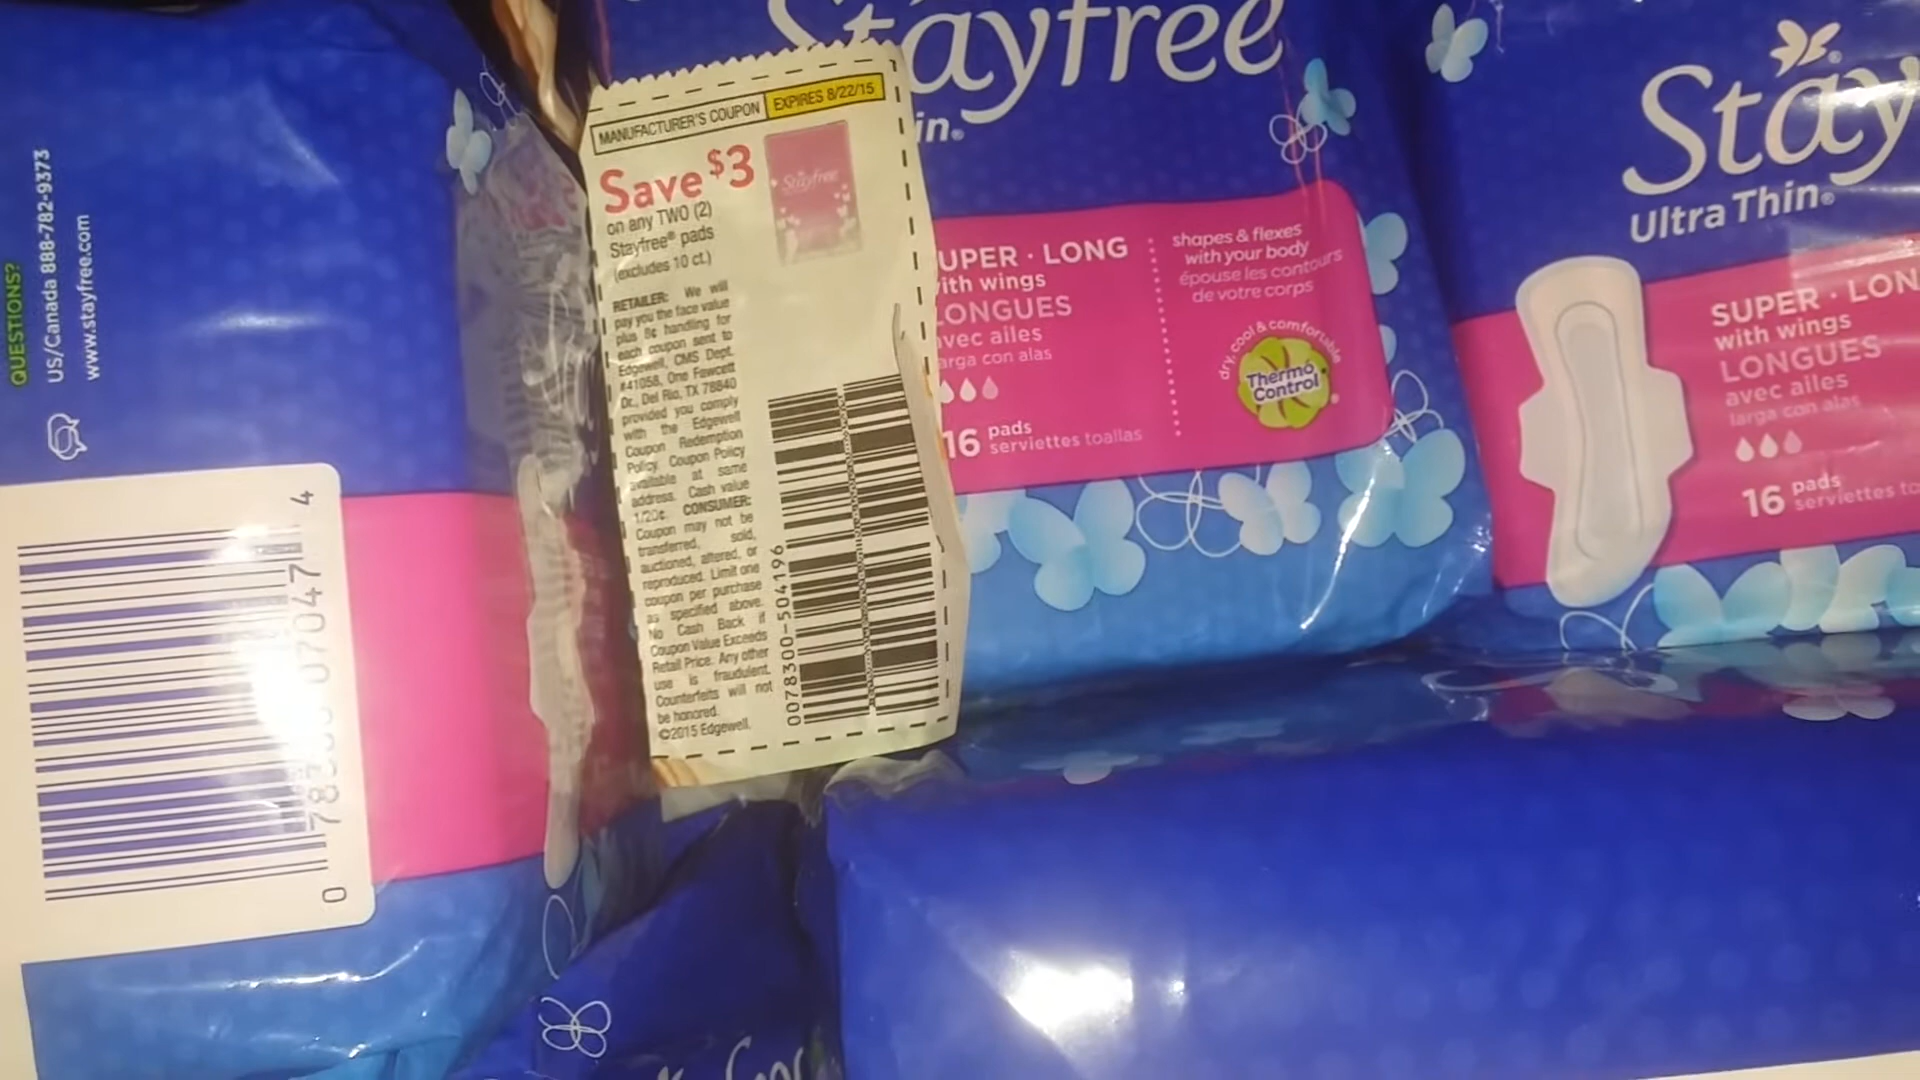 QUESTIONS?
US/Canada 888-782-9373
www.stayfree.com
4
0
MANUFACTURER'S COUPON EXPIRES 8/22/15
Save $3
on any TWO (2)
Stayfree® pads
(excludes 10 ct.)
Stayfree
RETAILER: We will
pay you the face value
plus 8¢ handling for
each coupon sent to
Edgewell, CMS Dept.
#41058, One Fawcett
Dr., Del Rio, TX 78840
provided you comply
with the Edgewell
Coupon Redemption
Policy. Coupon Policy
available at same
address. Cash value
1/20¢. CONSUMER:
Coupon may not be
transferred, sold,
auctioned, altered, or
reproduced. Limit one
coupon per purchase
as specified above.
No Cash Back if
Coupon Value Exceeds
Retail Price. Any other
use is fraudulent.
Counterfeits will not
be honored.
©2015 Edgewell.
0078300-504196
Stayfree
in®
UPER · LONG
ith wings
LONGUES
avec ailes
arga con alas
16 pads
serviettes toallas
shapes & flexes
with your body
épouse les contours
de votre corps
dry, cool & comfortable
Thermo
Control®
Stay
Ultra Thin®
SUPER · LON
with wings
LONGUES
avec ailes
larga con alas
16 pads
serviettes to